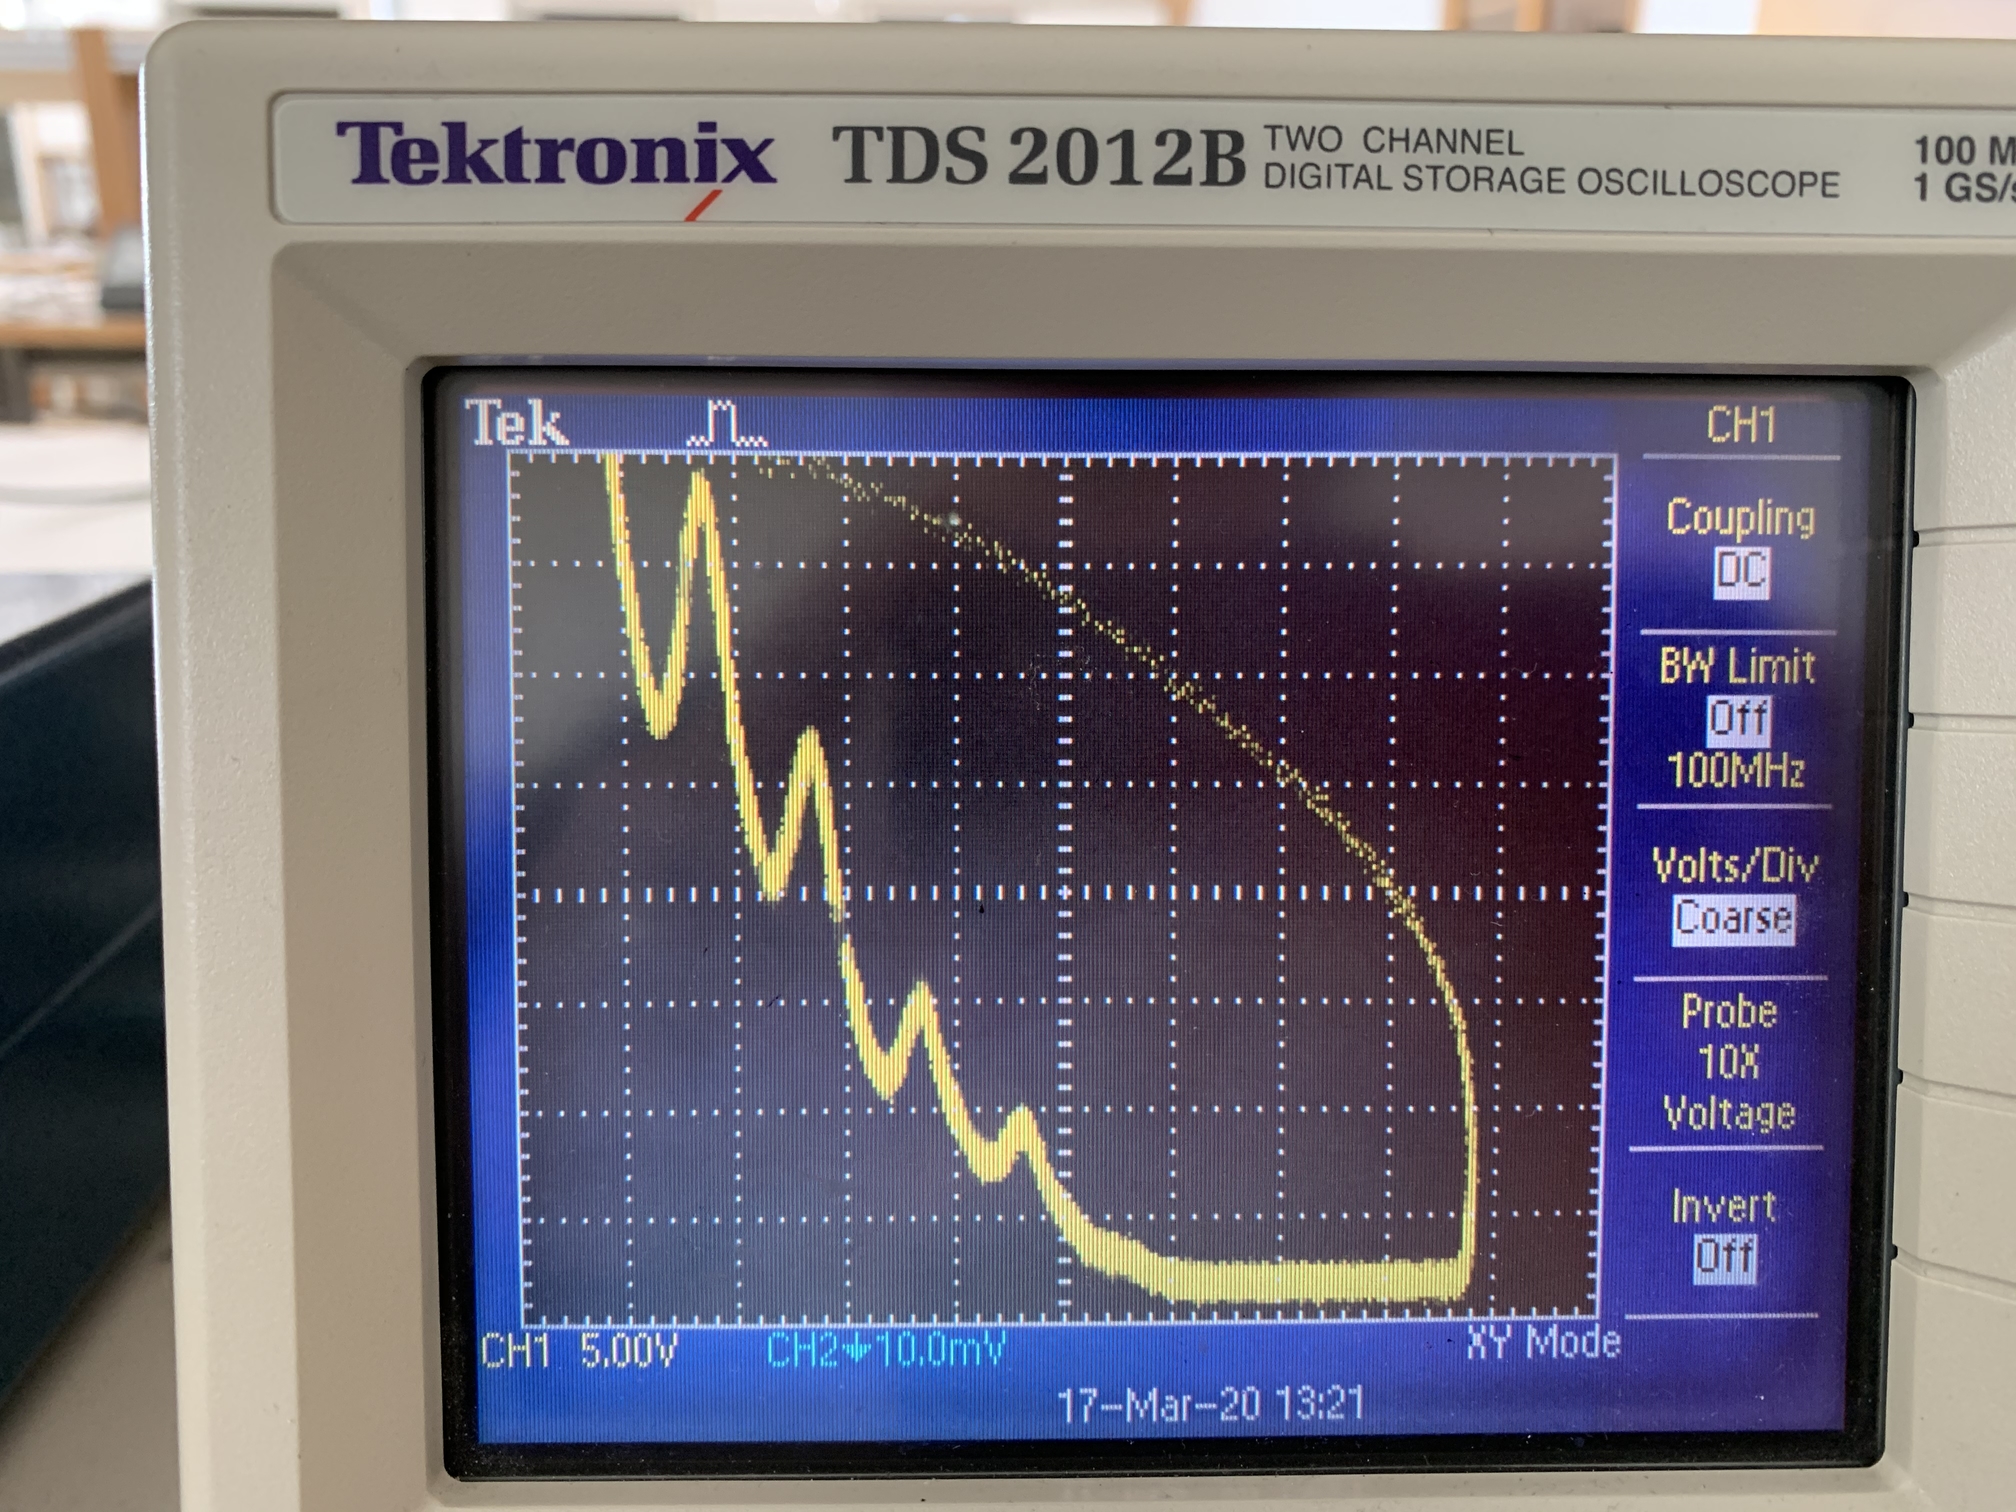 Tektronix TDS 2012B TWO CHANNEL
DIGITAL STORAGE OSCILLOSCOPE
100 M
1 GS/s
Tek
CH1
Coupling
DC
BW Limit
Off
100MHz
Volts/Div
Coarse
Probe
10X
Voltage
Invert
Off
CH1 5.00V CH2 10.0mV XY Mode
17-Mar-20 13:21